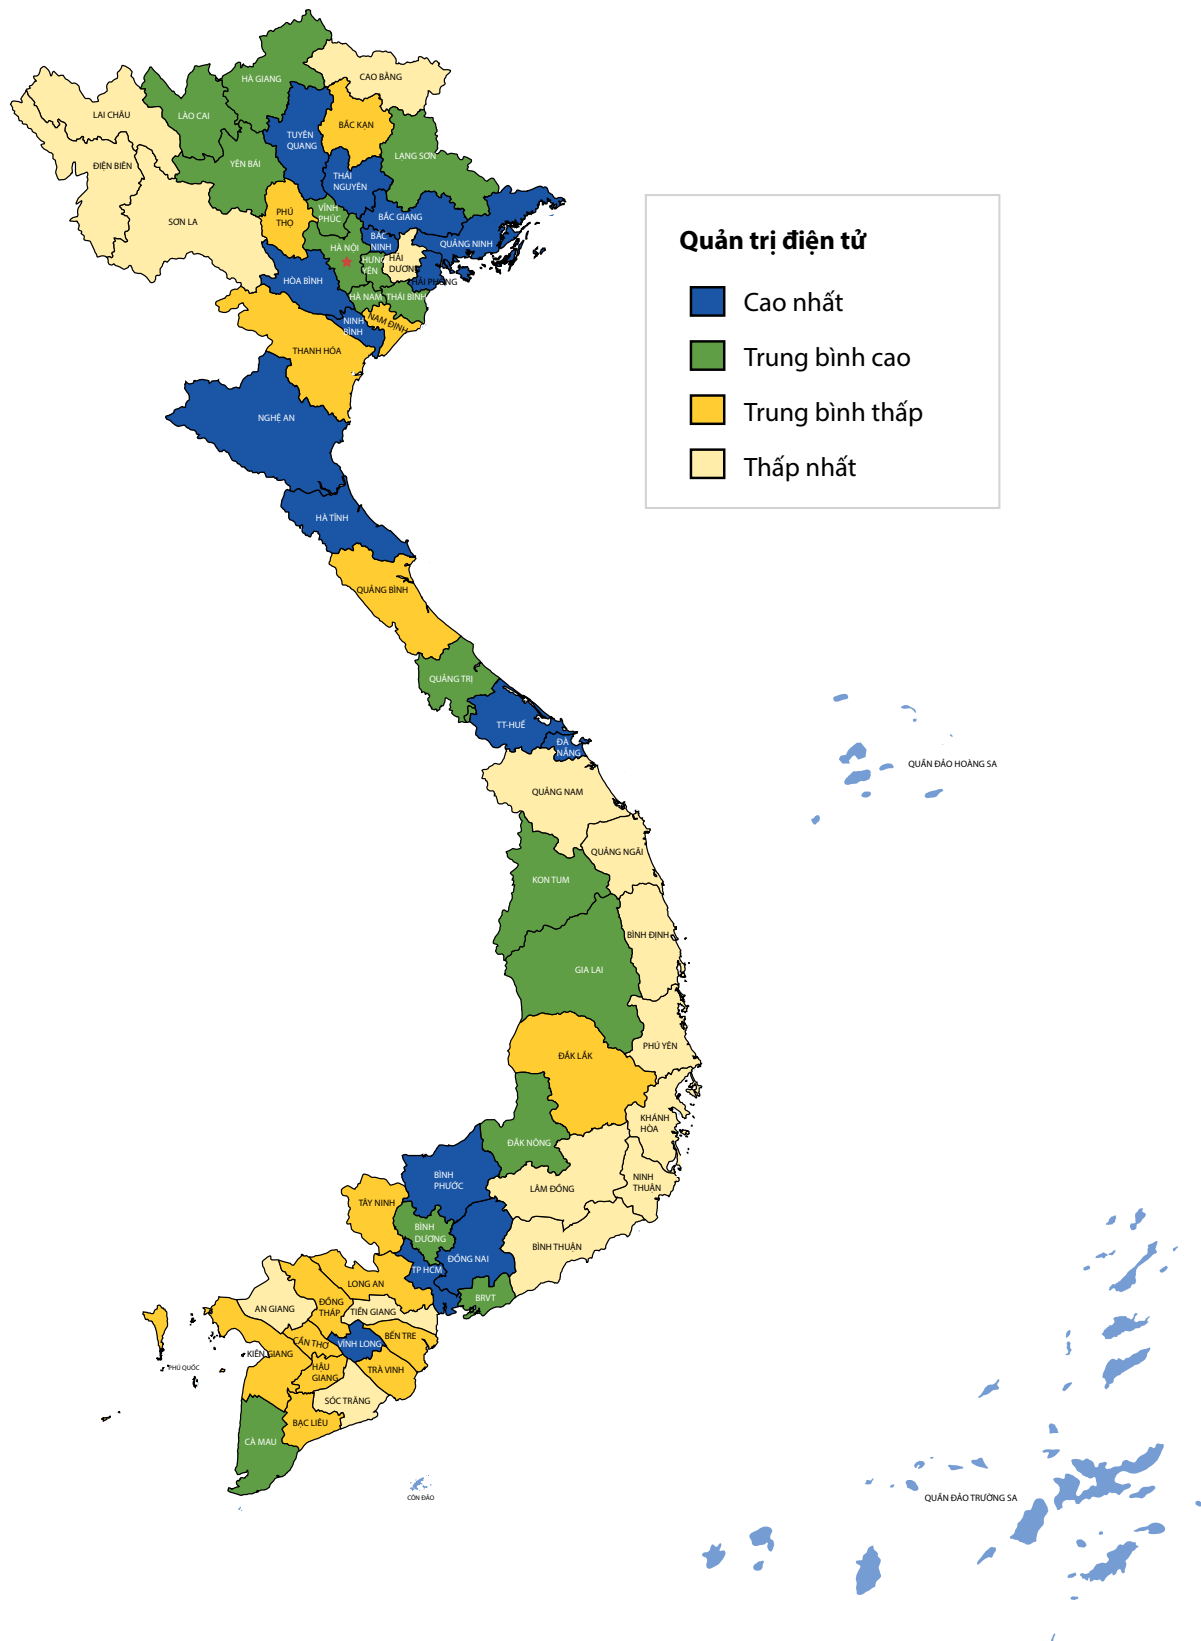 HÀ GIANG
CAO BẰNG
LAI CHÂU
LÀO CAI
BẮC KẠN
TUYÊN
QUANG
LẠNG SƠN
ĐIỆN BIÊN
YÊN BÁI
THÁI
NGUYÊN
SƠN LA
PHÚ
THỌ
VĨNH
PHÚC
BẮC GIANG
BẮC
NINH
QUẢNG NINH
HÀ NỘI
HƯNG
YÊN
HẢI
DƯƠNG
HÒA BÌNH
HẢI PHÒNG
HÀ NAM
THÁI BÌNH
NINH
BÌNH
NAM ĐỊNH
THANH HÓA
NGHỆ AN
HÀ TĨNH
QUẢNG BÌNH
QUẢNG TRỊ
TT-HUẾ
ĐÀ
NẴNG
QUẢNG NAM
QUẢNG NGÃI
KON TUM
BÌNH ĐỊNH
GIA LAI
PHÚ YÊN
ĐẮK LẮK
KHÁNH
HÒA
ĐẮK NÔNG
BÌNH
PHƯỚC
LÂM ĐỒNG
NINH
THUẬN
TÂY NINH
BÌNH
DƯƠNG
BÌNH THUẬN
ĐỒNG NAI
TP HCM
LONG AN
BRVT
AN GIANG
ĐỒNG
THÁP
TIỀN GIANG
CẦN THƠ
VĨNH LONG
BẾN TRE
KIÊN GIANG
PHÚ QUỐC
HẬU
GIANG
TRÀ VINH
SÓC TRĂNG
BẠC LIÊU
CÀ MAU
CÔN ĐẢO
Quản trị điện tử
Cao nhất
Trung bình cao
Trung bình thấp
Thấp nhất
QUẦN ĐẢO HOÀNG SA
QUẦN ĐẢO TRƯỜNG SA